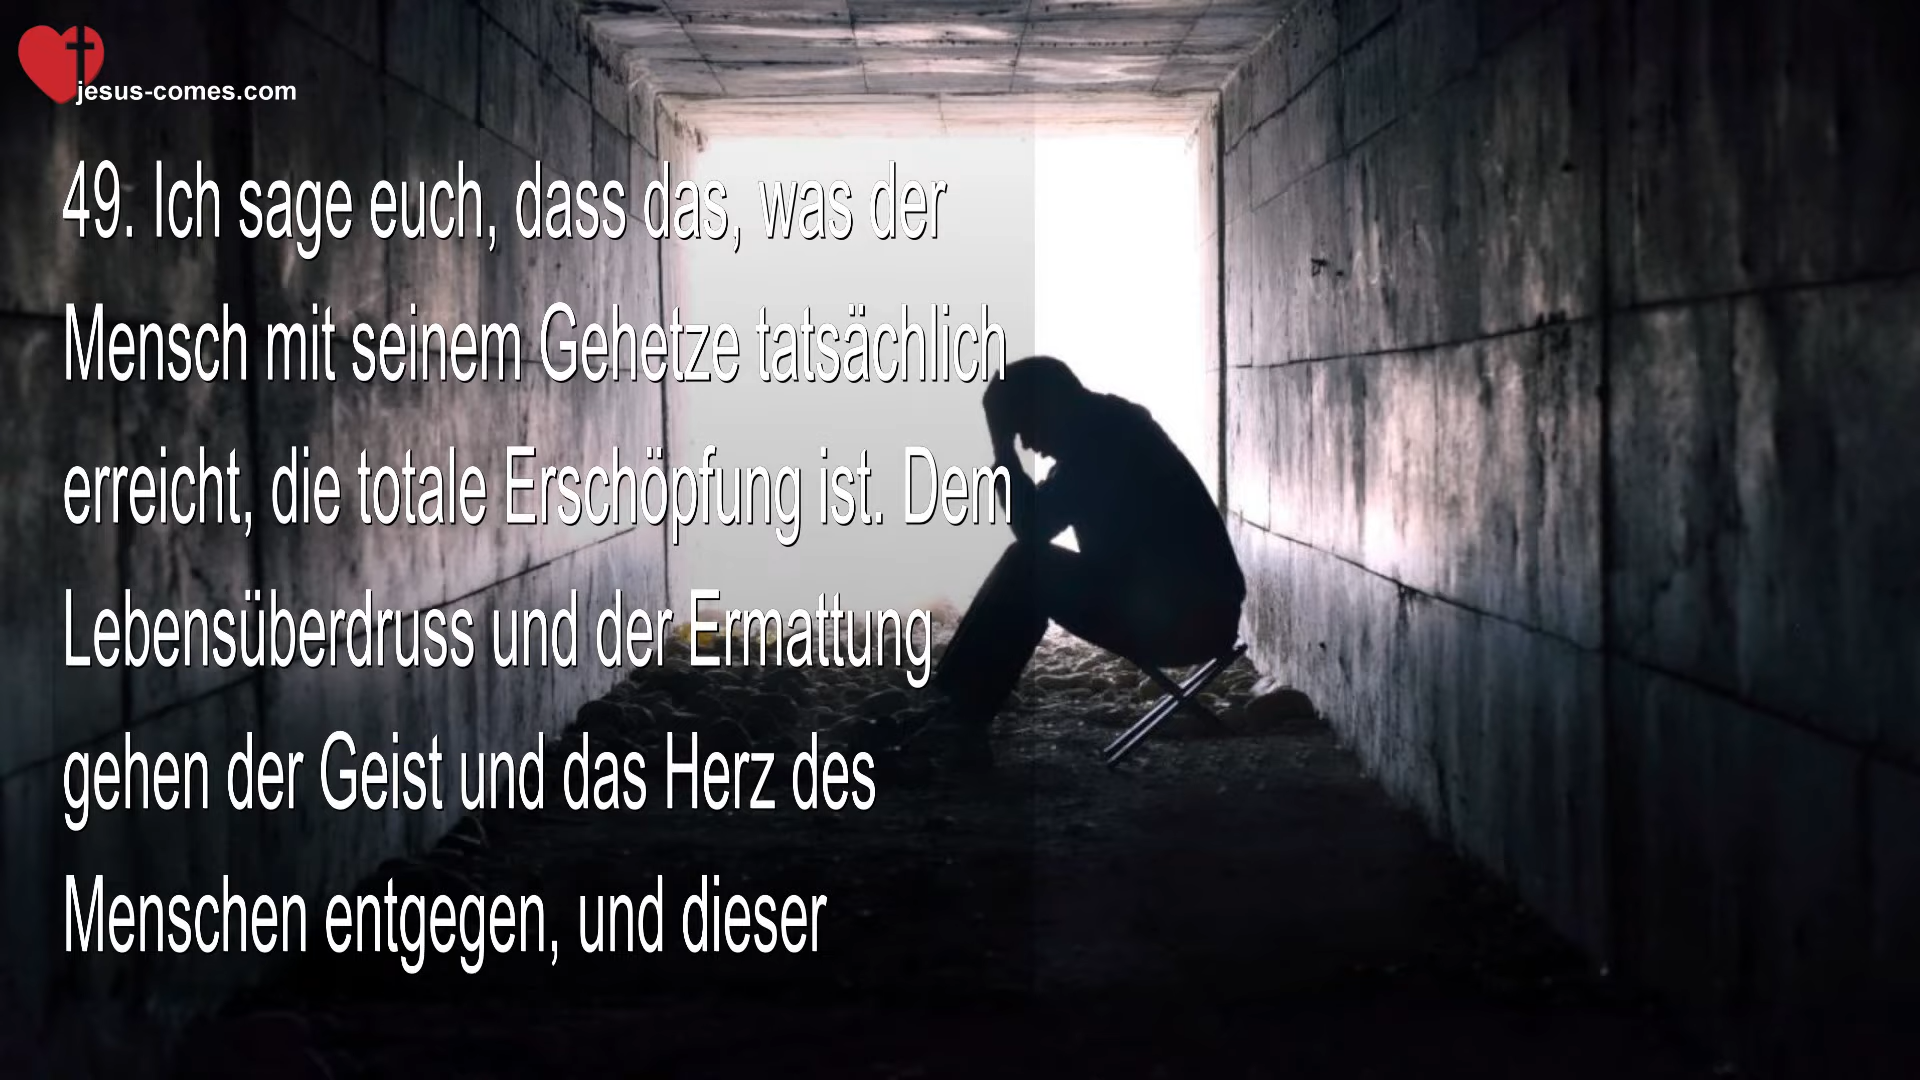 jesus-comes.com
49. Ich sage euch, dass das, was der
Mensch mit seinem Gehetze tatsächlich
erreicht, die totale Erschöpfung ist. Dem
Lebensüberdruss und der Ermattung
gehen der Geist und das Herz des
Menschen entgegen, und dieser